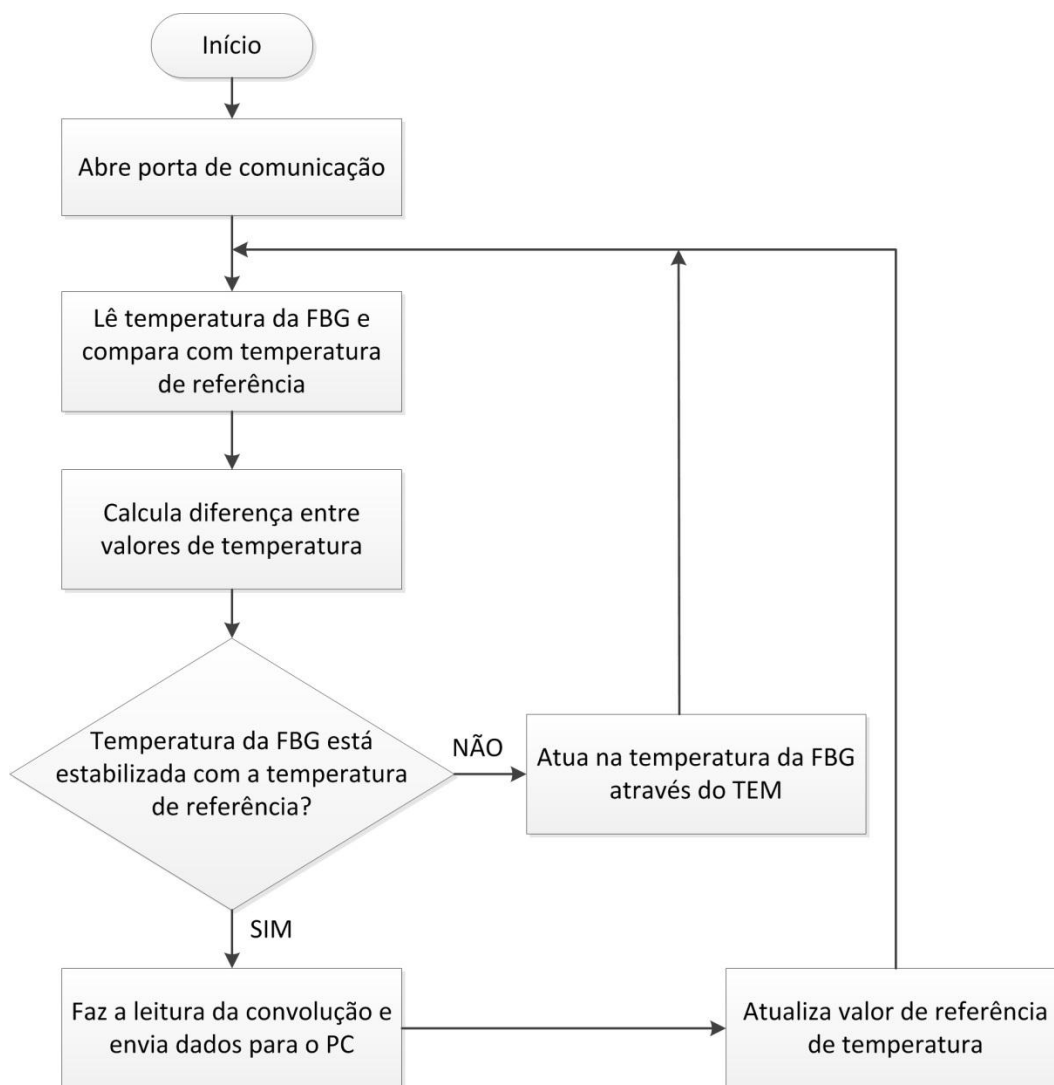 Início
Abre porta de comunicação
Lê temperatura da FBG e
compara com temperatura
de referência
Calcula diferença entre
valores de temperatura
Temperatura da FBG está
estabilizada com a temperatura
de referência?
NÃO
Atua na temperatura da FBG
através do TEM
SIM
Faz a leitura da convolução e
envia dados para o PC
Atualiza valor de referência
de temperatura